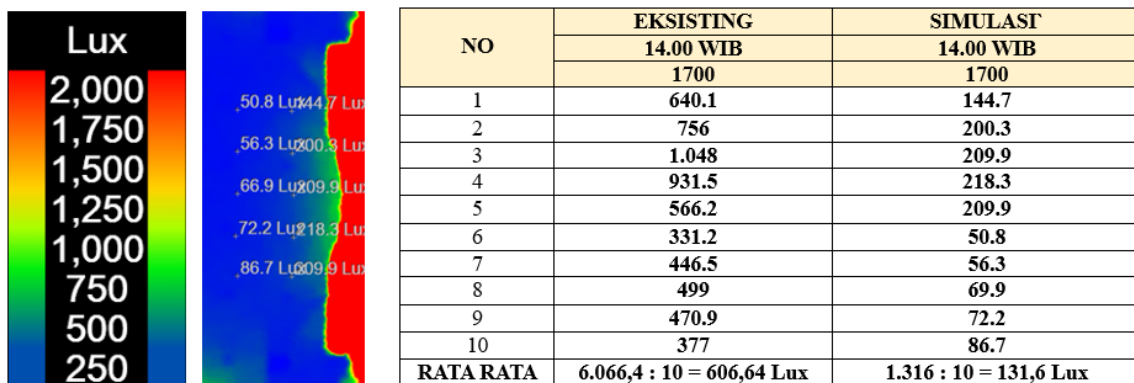 Lux
2,000
1,750
1,500
1,250
1,000
750
500
250
50.8 Lux 144.7 Lux
56.3 Lux 200.3 Lux
66.9 Lux 209.9 Lux
72.2 Lux 218.3 Lux
86.7 Lux 209.9 Lux
NO EKSISTING SIMULASI
14.00 WIB 14.00 WIB
1700 1700
1 640.1 144.7
2 756 200.3
3 1.048 209.9
4 931.5 218.3
5 566.2 209.9
6 331.2 50.8
7 446.5 56.3
8 499 69.9
9 470.9 72.2
10 377 86.7
RATA RATA 6.066,4 : 10 = 606,64 Lux 1.316 : 10 = 131,6 Lux